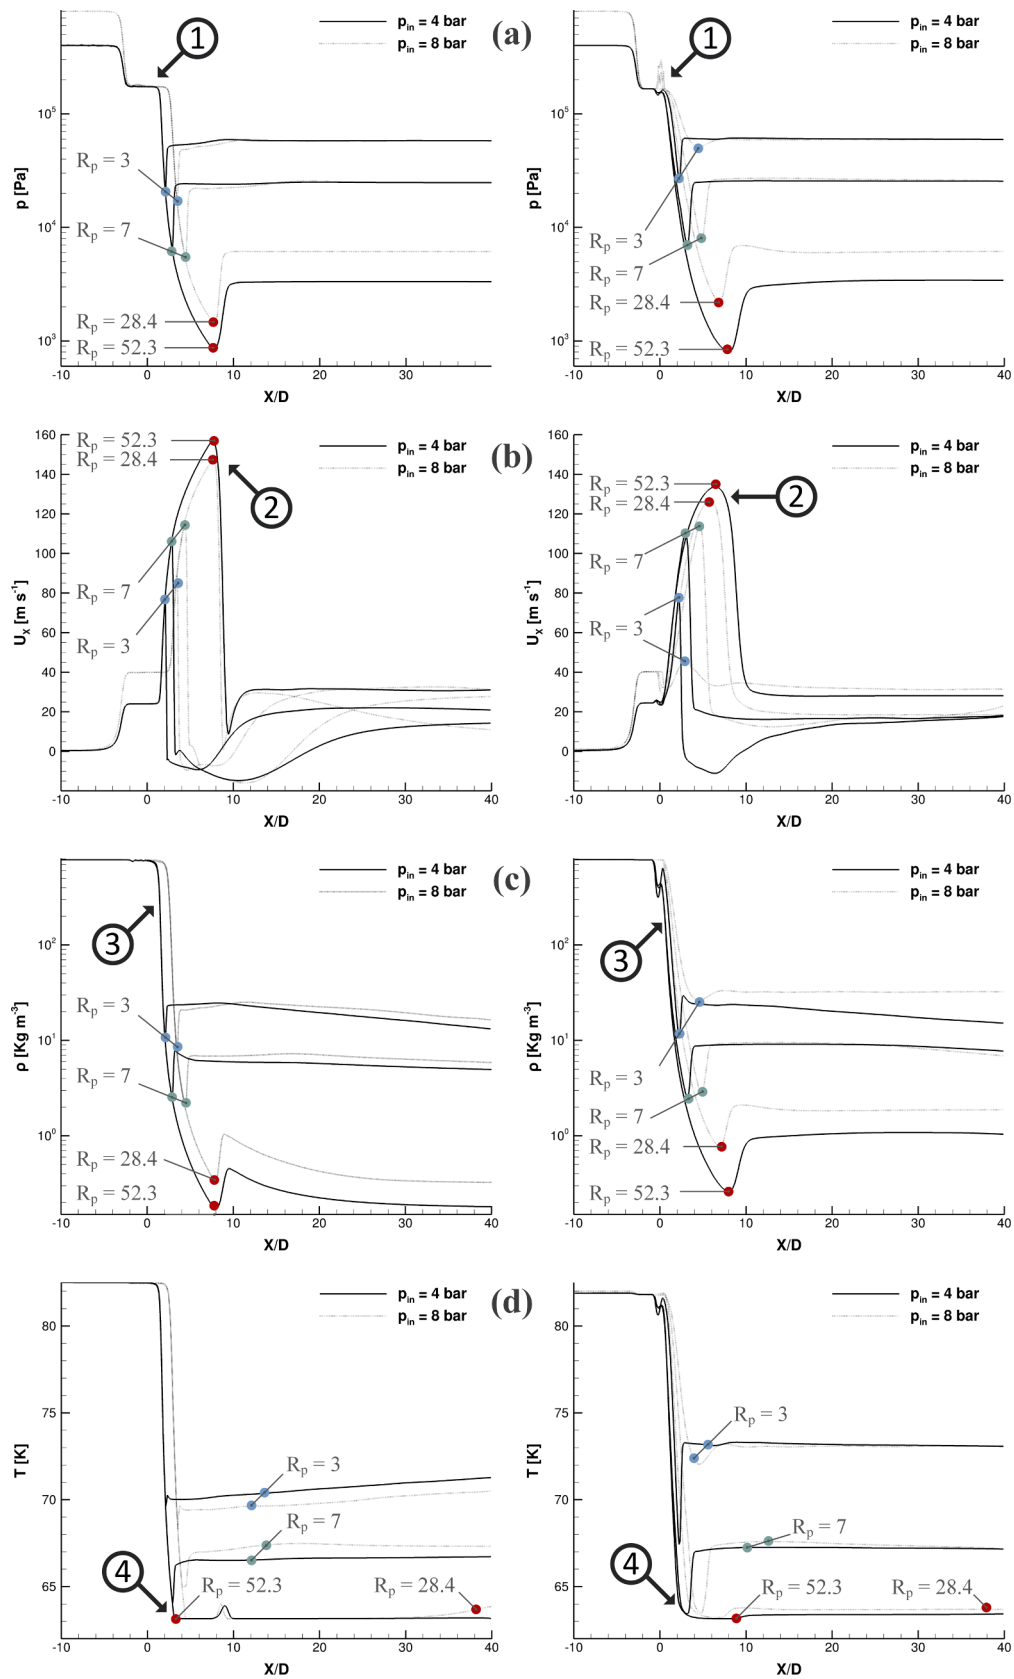 p_in = 4 bar
p_in = 8 bar
1
(a)
p_in = 4 bar
p_in = 8 bar
1
p [Pa]
10^5
10^4
10^3
R_p = 3
R_p = 7
R_p = 28.4
R_p = 52.3
-10 0 10 20 30 40
X/D
p [Pa]
10^5
10^4
10^3
R_p = 3
R_p = 7
R_p = 28.4
R_p = 52.3
-10 0 10 20 30 40
X/D
p_in = 4 bar
p_in = 8 bar
2
(b)
p_in = 4 bar
p_in = 8 bar
2
U_X [m s^-1]
160
140
120
100
80
60
40
20
0
R_p = 52.3
R_p = 28.4
R_p = 7
R_p = 3
-10 0 10 20 30 40
X/D
U_X [m s^-1]
160
140
120
100
80
60
40
20
0
R_p = 52.3
R_p = 28.4
R_p = 7
R_p = 3
-10 0 10 20 30 40
X/D
p_in = 4 bar
p_in = 8 bar
3
(c)
p_in = 4 bar
p_in = 8 bar
3
ρ [Kg m^-3]
10^2
10^1
10^0
R_p = 3
R_p = 7
R_p = 28.4
R_p = 52.3
-10 0 10 20 30 40
X/D
ρ [Kg m^-3]
10^2
10^1
10^0
R_p = 3
R_p = 7
R_p = 28.4
R_p = 52.3
-10 0 10 20 30 40
X/D
p_in = 4 bar
p_in = 8 bar
(d)
p_in = 4 bar
p_in = 8 bar
T [K]
80
75
70
65
R_p = 3
R_p = 7
4
R_p = 52.3
R_p = 28.4
-10 0 10 20 30 40
X/D
T [K]
80
75
70
65
R_p = 3
R_p = 7
4
R_p = 52.3
R_p = 28.4
-10 0 10 20 30 40
X/D